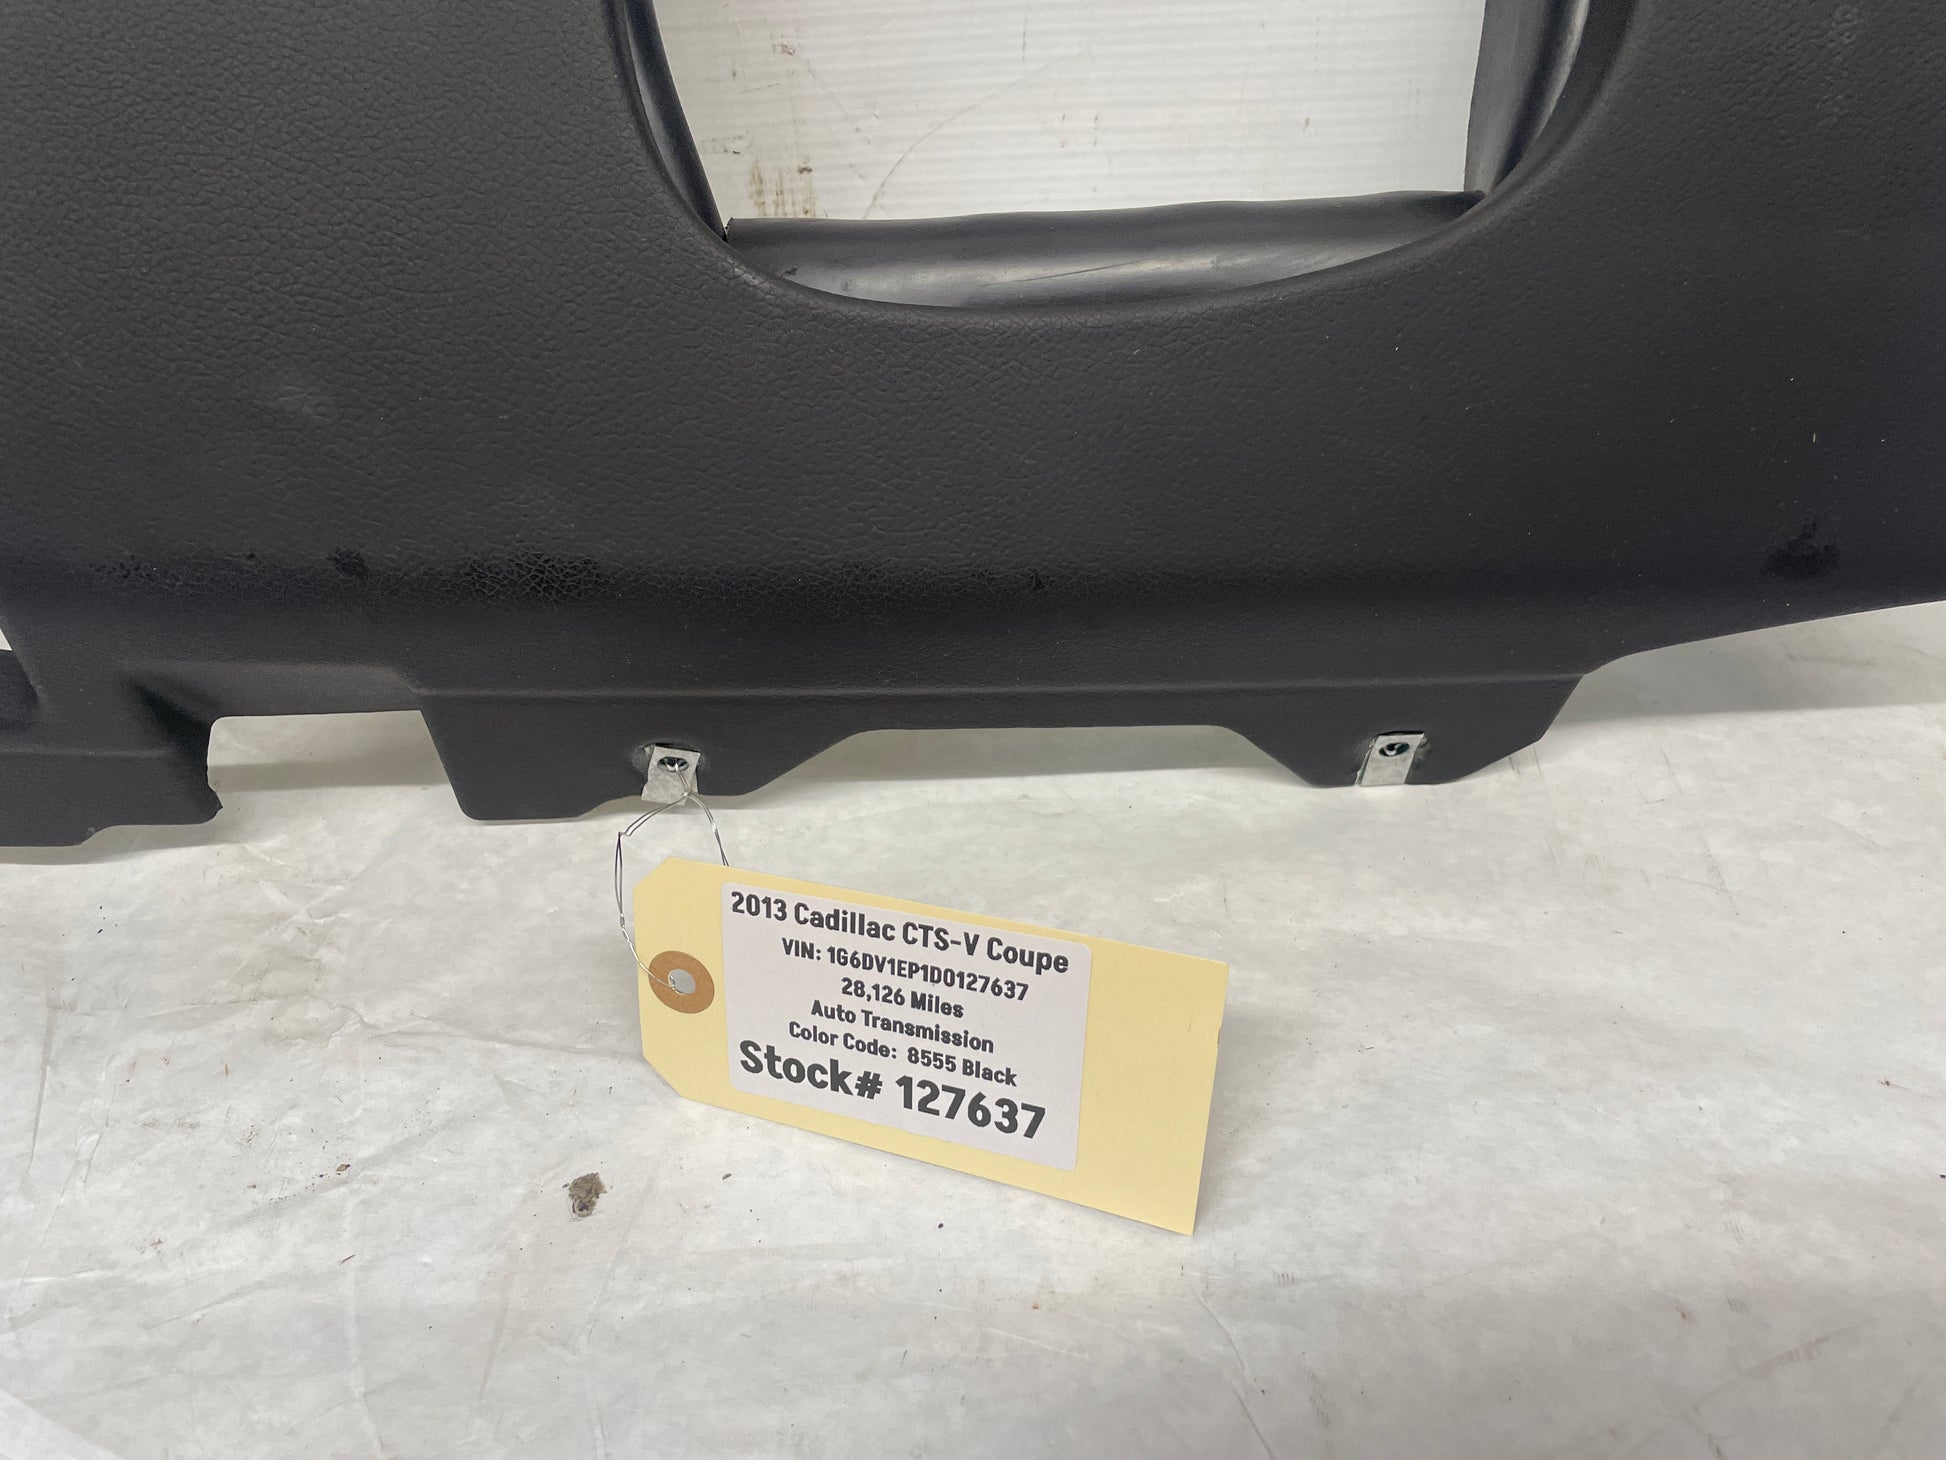 2013 Cadillac CTS-V Coupe
VIN: 1G6DV1EP1D0127637
28,126 Miles
Auto Transmission
Color Code: 8555 Black
Stock# 127637